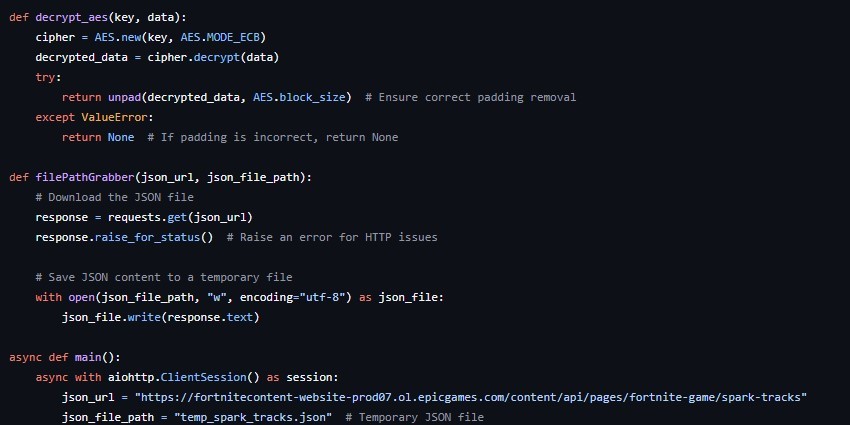 def decrypt_aes(key, data):
    cipher = AES.new(key, AES.MODE_ECB)
    decrypted_data = cipher.decrypt(data)
    try:
        return unpad(decrypted_data, AES.block_size)  # Ensure correct padding removal
    except ValueError:
        return None  # If padding is incorrect, return None

def filePathGrabber(json_url, json_file_path):
    # Download the JSON file
    response = requests.get(json_url)
    response.raise_for_status()  # Raise an error for HTTP issues

    # Save JSON content to a temporary file
    with open(json_file_path, "w", encoding="utf-8") as json_file:
        json_file.write(response.text)

async def main():
    async with aiohttp.ClientSession() as session:
        json_url = "https://fortnitecontent-website-prod07.ol.epicgames.com/content/api/pages/fortnite-game/spark-tracks"
        json_file_path = "temp_spark_tracks.json"  # Temporary JSON file